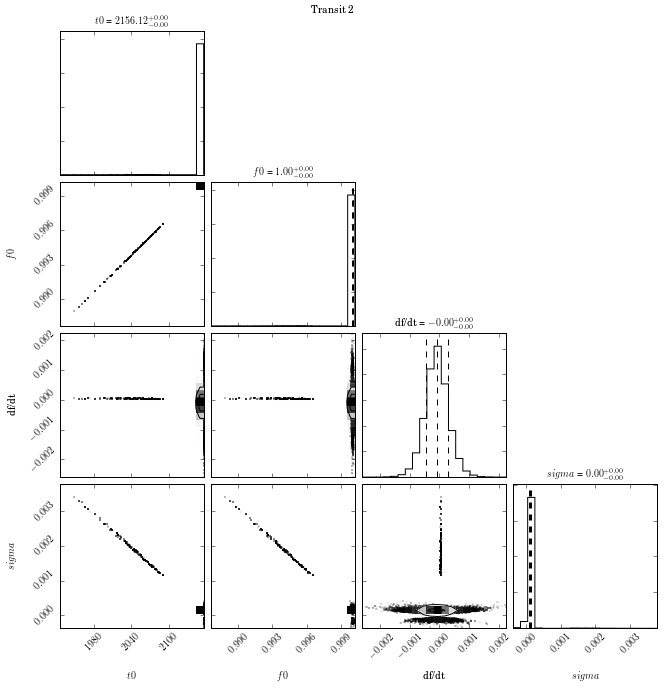 Transit 2
t0 = 2156.12+0.00−0.00
f0 = 1.00+0.00−0.00
df/dt = −0.00+0.00−0.00
sigma = 0.00+0.00−0.00
f0
0.999
0.996
0.993
0.990
df/dt
0.002
0.001
0.000
−0.001
−0.002
sigma
0.003
0.002
0.001
0.000
1980 2040 2100
0.990 0.993 0.996 0.999
−0.002 −0.001 0.000 0.001 0.002
0.000 0.001 0.002 0.003
t0 f0 df/dt sigma